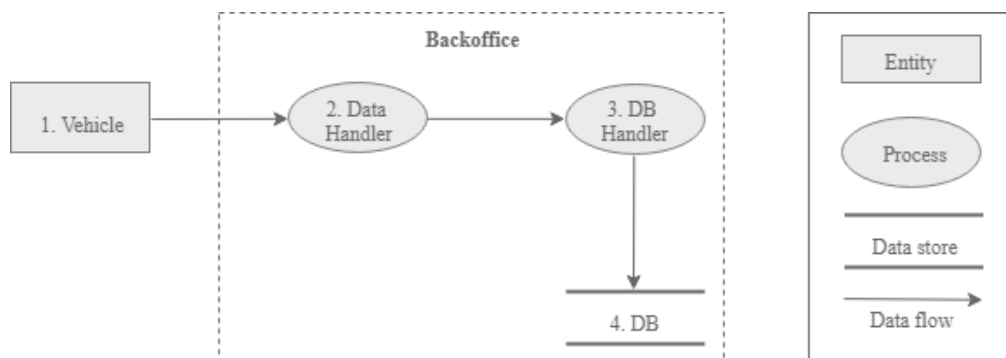 Backoffice
1. Vehicle
2. Data
Handler
3. DB
Handler
4. DB
Entity
Process
Data store
Data flow